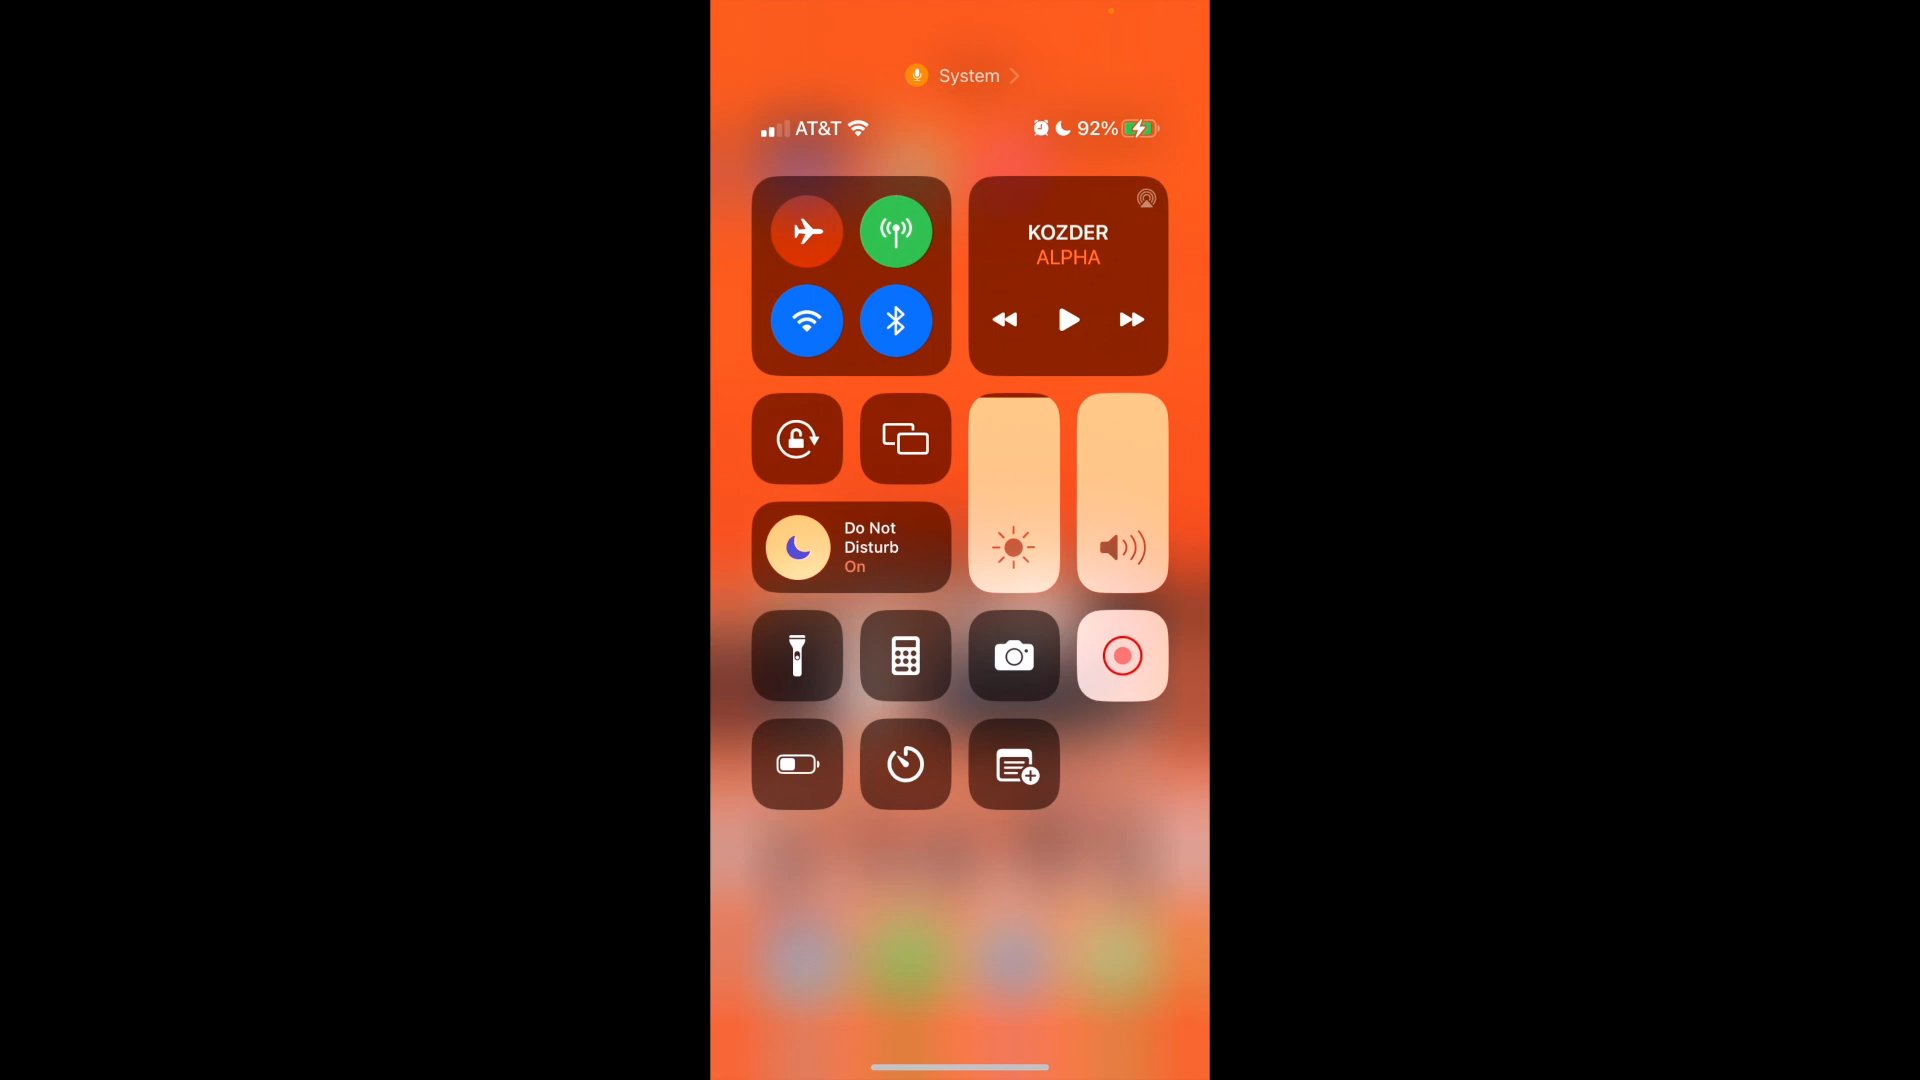 System
AT&T
92%
KOZDER
ALPHA
Do Not
Disturb
On